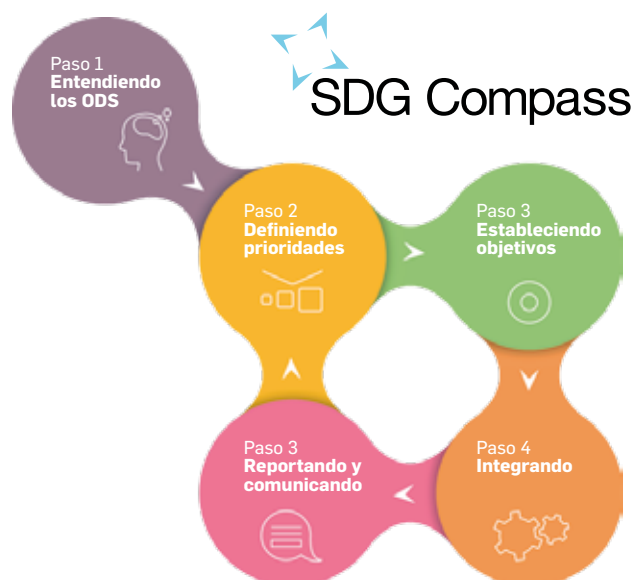 Paso 1
Entendiendo
los ODS
SDG Compass
Paso 2
Definiendo
prioridades
Paso 3
Estableciendo
objetivos
Paso 3
Reportando y
comunicando
Paso 4
Integrando